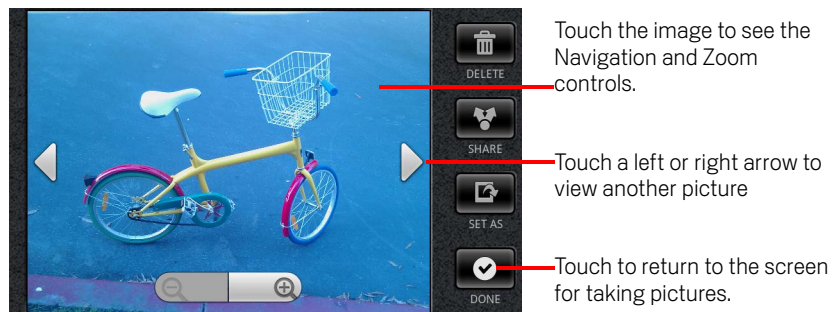 DELETE
SHARE
SET AS
DONE
Touch the image to see the
Navigation and Zoom
controls.
Touch a left or right arrow to
view another picture
Touch to return to the screen
for taking pictures.